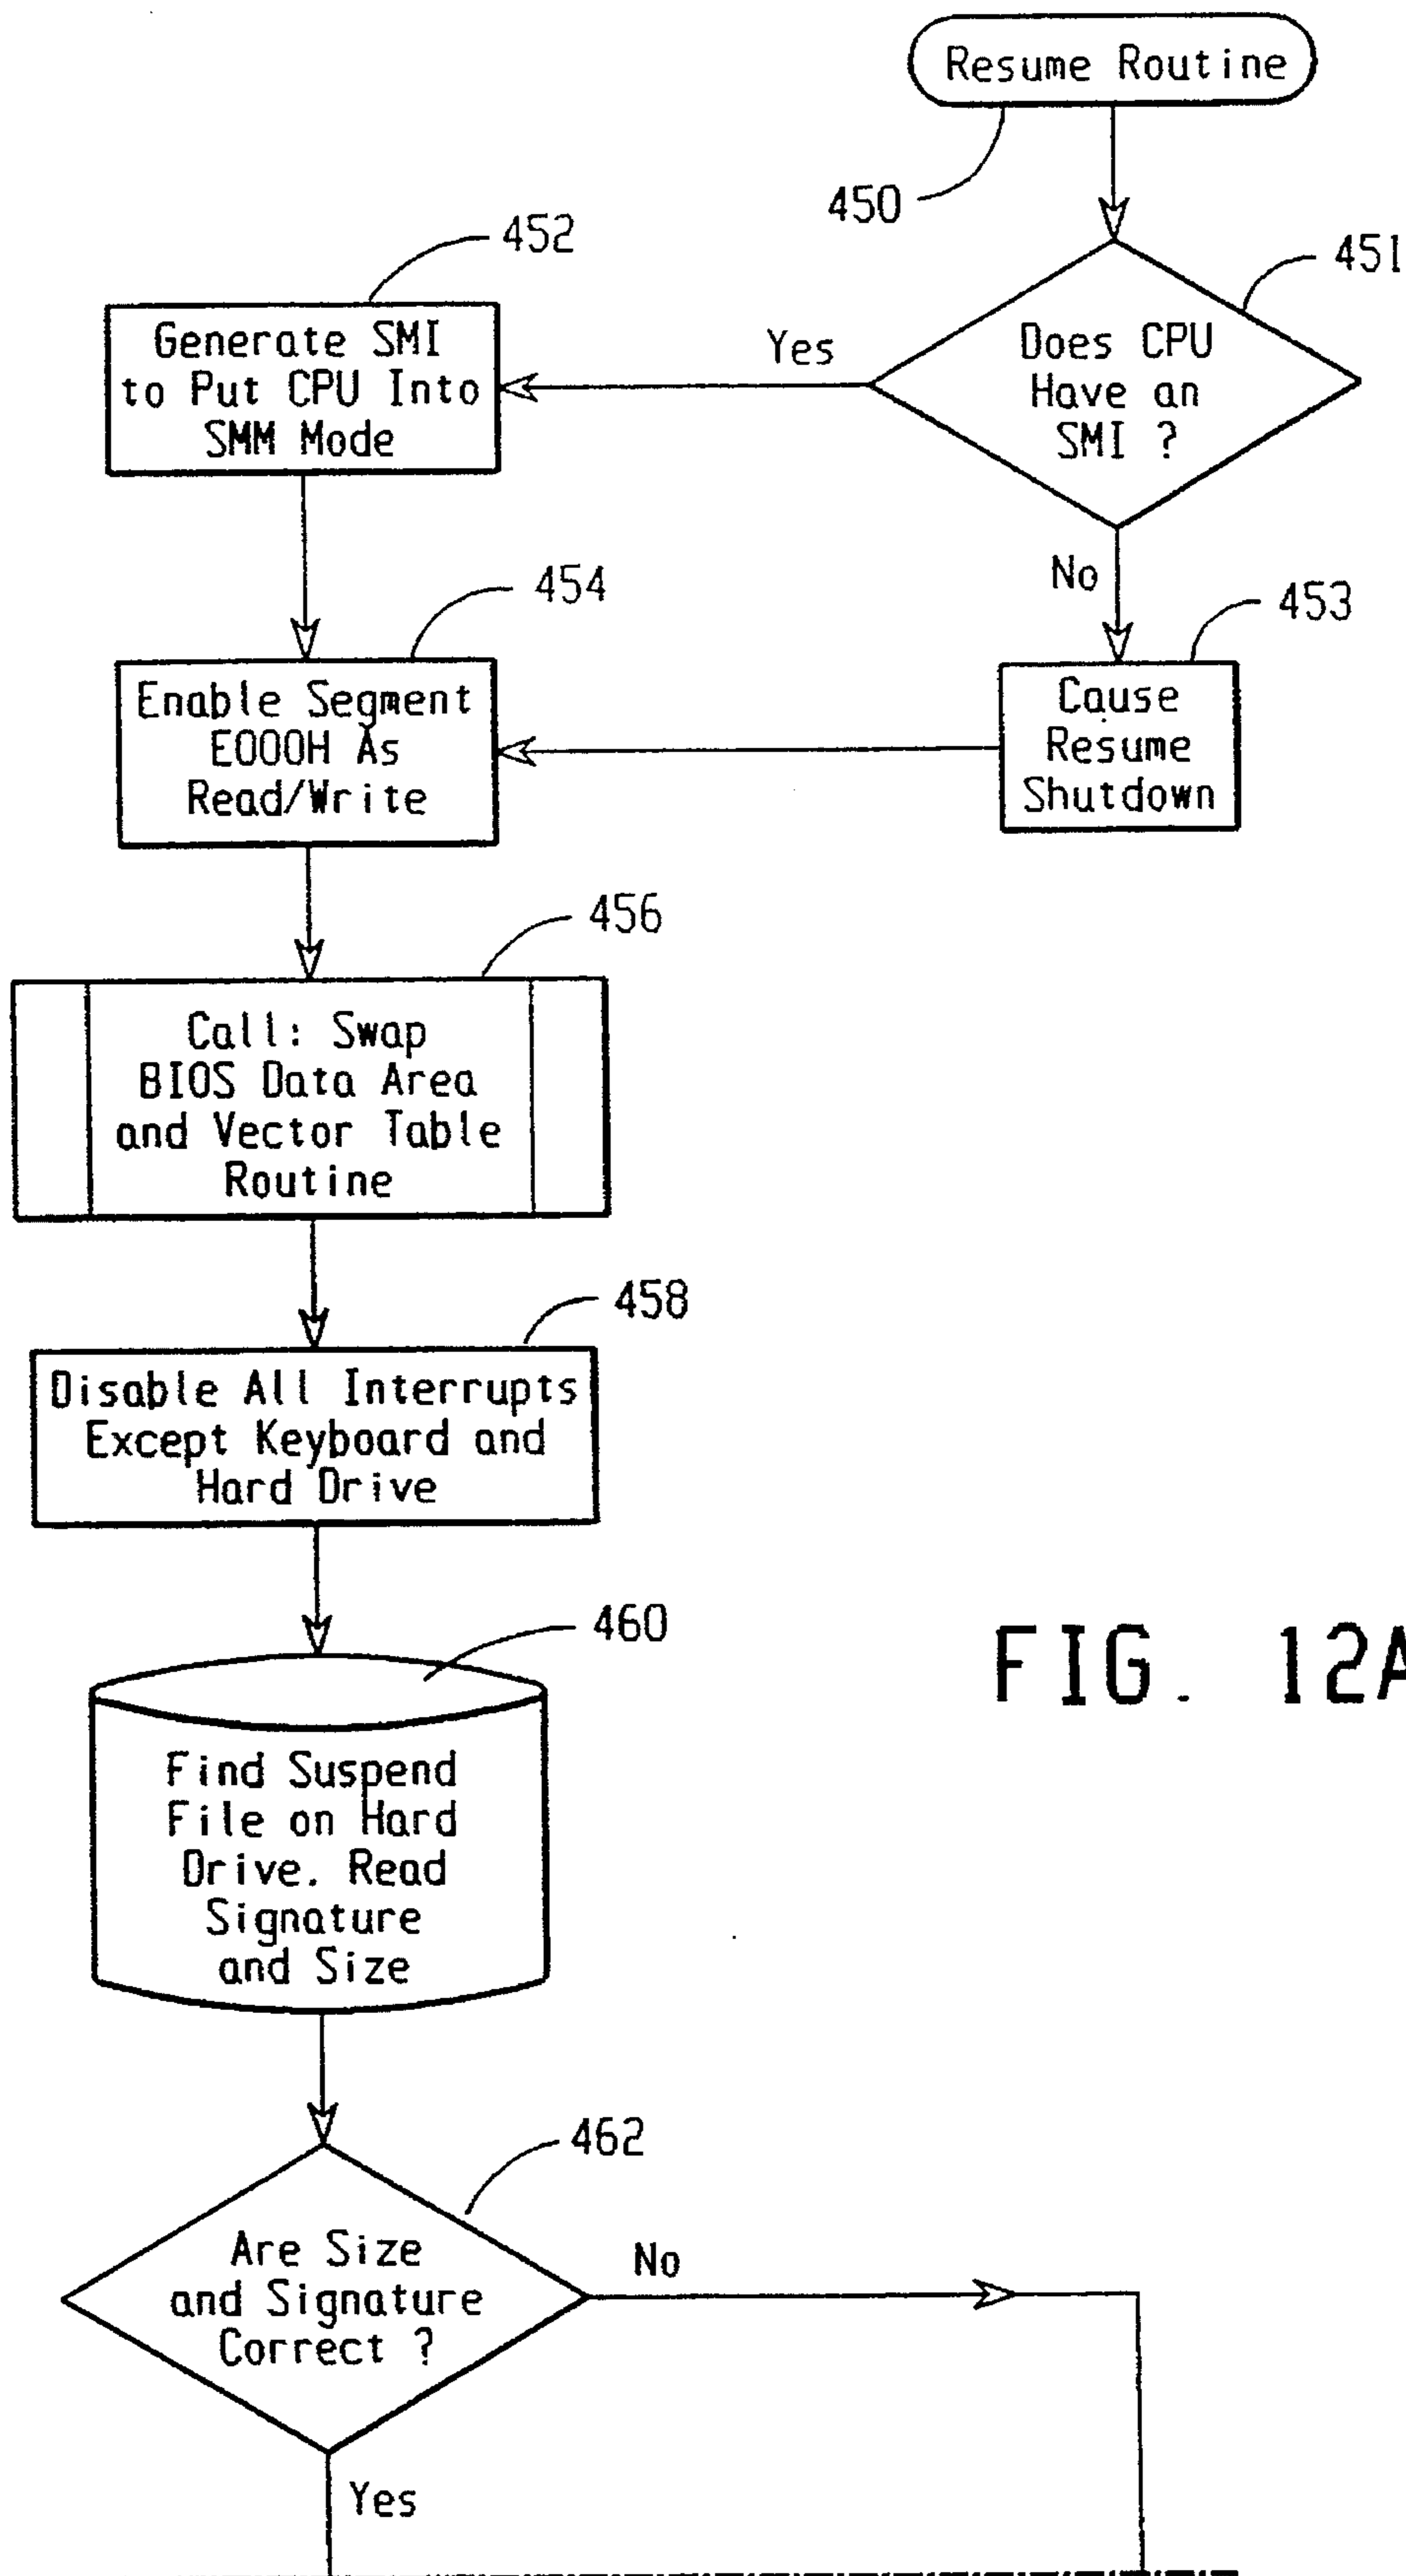 Resume Routine
450
451
Does CPU
Have an
SMI ?
Yes
No
452
Generate SMI
to Put CPU Into
SMM Mode
453
Cause
Resume
Shutdown
454
Enable Segment
E000H As
Read/Write
456
Call: Swap
BIOS Data Area
and Vector Table
Routine
458
Disable All Interrupts
Except Keyboard and
Hard Drive
460
Find Suspend
File on Hard
Drive. Read
Signature
and Size
FIG. 12A
462
Are Size
and Signature
Correct ?
No
Yes